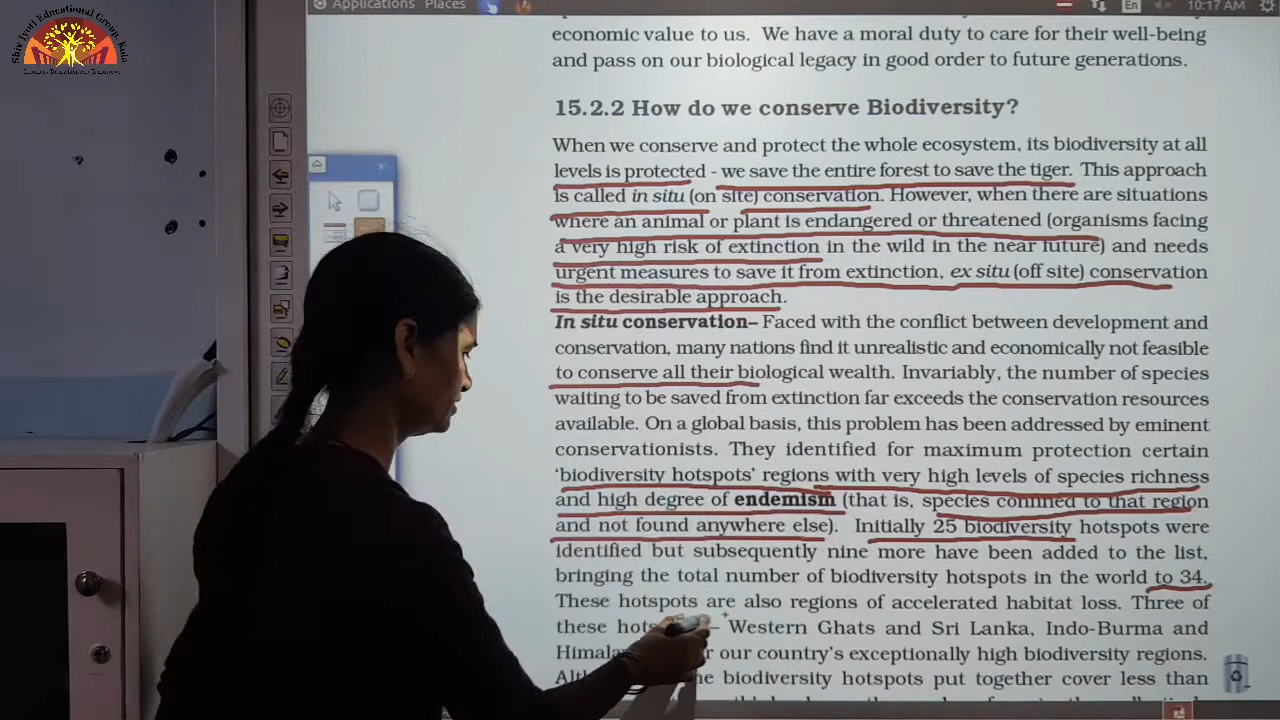 Shiv Jyoti Educational Group, Kota
Applications Places
En
10:17 AM
economic value to us. We have a moral duty to care for their well-being
and pass on our biological legacy in good order to future generations.
15.2.2 How do we conserve Biodiversity?
When we conserve and protect the whole ecosystem, its biodiversity at all
levels is protected - we save the entire forest to save the tiger. This approach
is called in situ (on site) conservation. However, when there are situations
where an animal or plant is endangered or threatened (organisms facing
a very high risk of extinction in the wild in the near future) and needs
urgent measures to save it from extinction, ex situ (off site) conservation
is the desirable approach.
In situ conservation– Faced with the conflict between development and
conservation, many nations find it unrealistic and economically not feasible
to conserve all their biological wealth. Invariably, the number of species
waiting to be saved from extinction far exceeds the conservation resources
available. On a global basis, this problem has been addressed by eminent
conservationists. They identified for maximum protection certain
‘biodiversity hotspots’ regions with very high levels of species richness
and high degree of endemism (that is, species confined to that region
and not found anywhere else). Initially 25 biodiversity hotspots were
identified but subsequently nine more have been added to the list,
bringing the total number of biodiversity hotspots in the world to 34.
These hotspots are also regions of accelerated habitat loss. Three of
these – Western Ghats and Sri Lanka, Indo-Burma and
our country’s exceptionally high biodiversity regions.
biodiversity hotspots put together cover less than